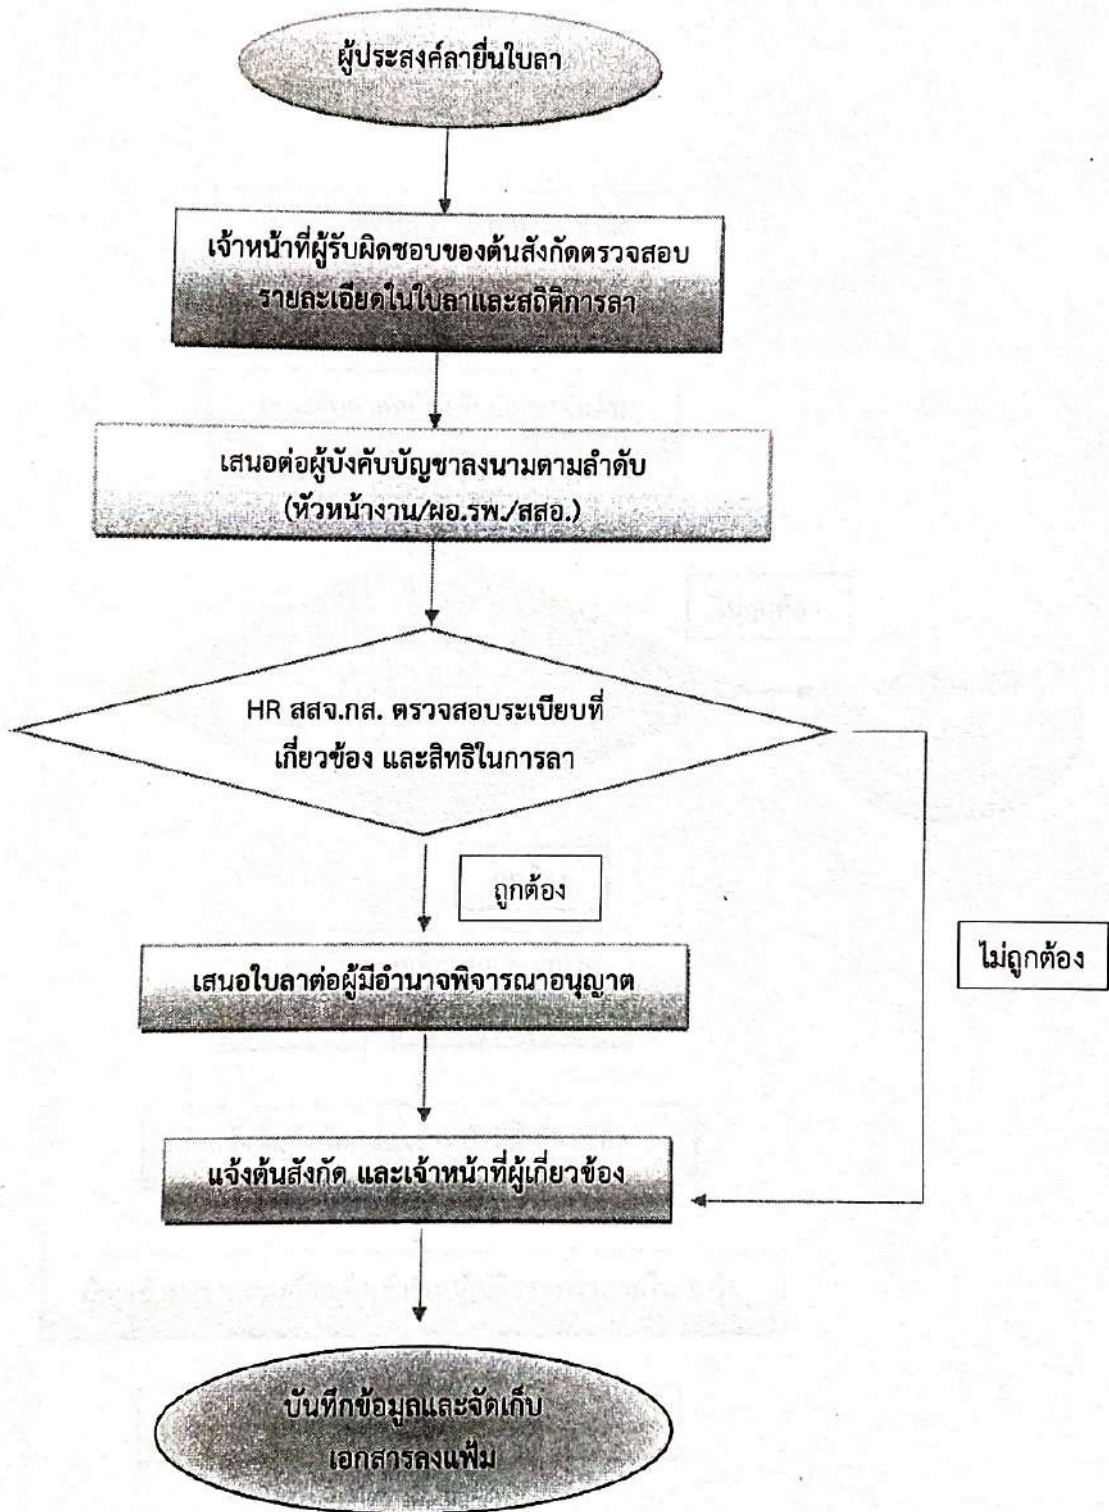 ผู้ประสงค์ลายื่นใบลา
เจ้าหน้าที่ผู้รับผิดชอบของต้นสังกัดตรวจสอบ
รายละเอียดในใบลาและสถิติการลา
เสนอต่อผู้บังคับบัญชาลงนามตามลำดับ
(หัวหน้างาน/ผอ.รพ./สสอ.)
HR สสจ.กส. ตรวจสอบระเบียบที่
เกี่ยวข้อง และสิทธิในการลา
ถูกต้อง
ไม่ถูกต้อง
เสนอใบลาต่อผู้มีอำนาจพิจารณาอนุญาต
แจ้งต้นสังกัด และเจ้าหน้าที่ผู้เกี่ยวข้อง
บันทึกข้อมูลและจัดเก็บ
เอกสารลงแฟ้ม